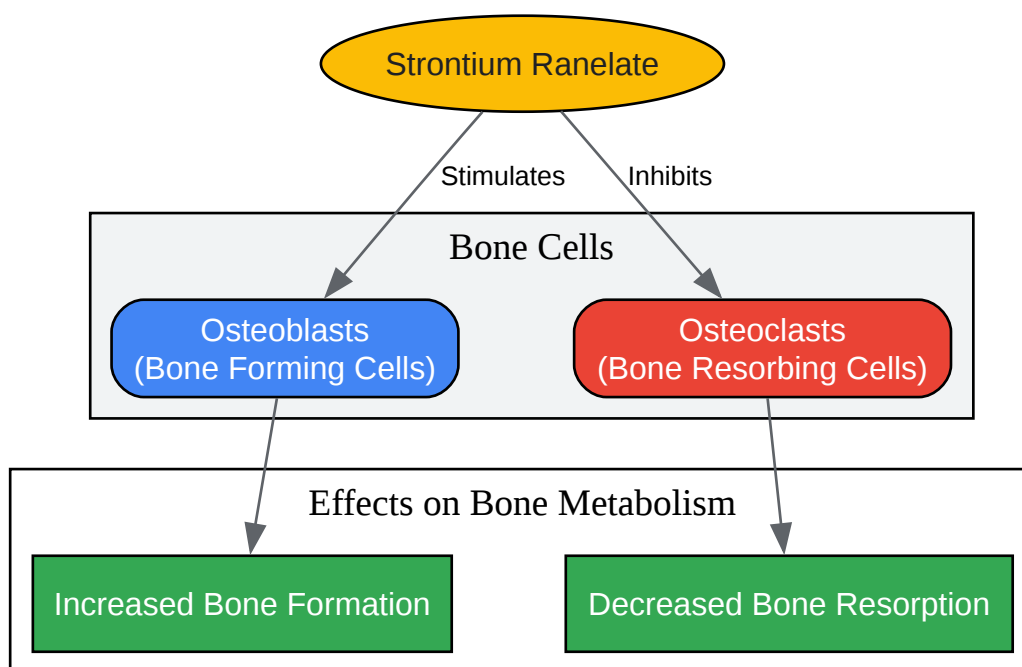 Strontium Ranelate
Stimulates
Inhibits
Bone Cells
Osteoblasts
(Bone Forming Cells)
Osteoclasts
(Bone Resorbing Cells)
Effects on Bone Metabolism
Increased Bone Formation
Decreased Bone Resorption